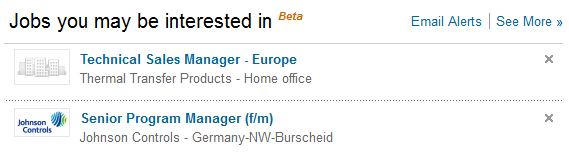 Jobs you may be interested in Beta Email Alerts See More »
Technical Sales Manager - Europe
Thermal Transfer Products - Home office
Johnson
Controls
Senior Program Manager (f/m)
Johnson Controls - Germany-NW-Burscheid